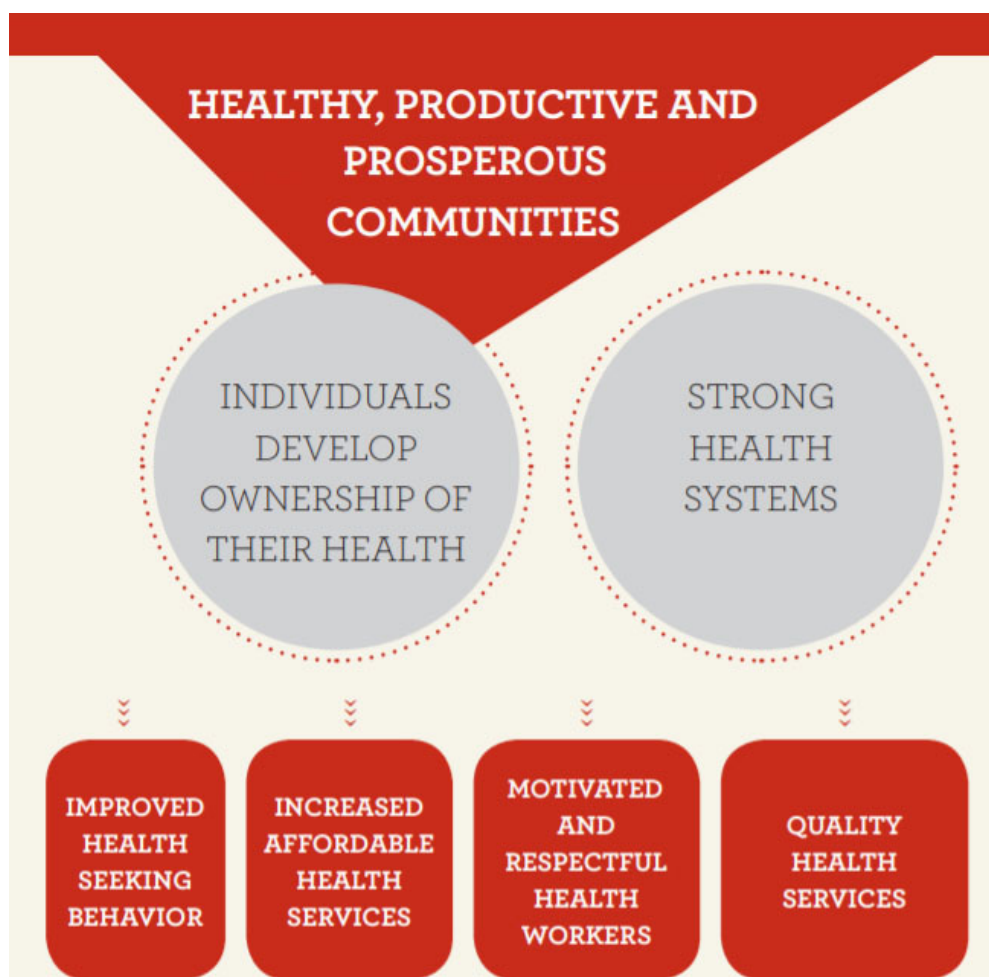 HEALTHY, PRODUCTIVE AND
PROSPEROUS
COMMUNITIES
INDIVIDUALS
DEVELOP
OWNERSHIP OF
THEIR HEALTH
STRONG
HEALTH
SYSTEMS
IMPROVED
HEALTH
SEEKING
BEHAVIOR
INCREASED
AFFORDABLE
HEALTH
SERVICES
MOTIVATED
AND
RESPECTFUL
HEALTH
WORKERS
QUALITY
HEALTH
SERVICES